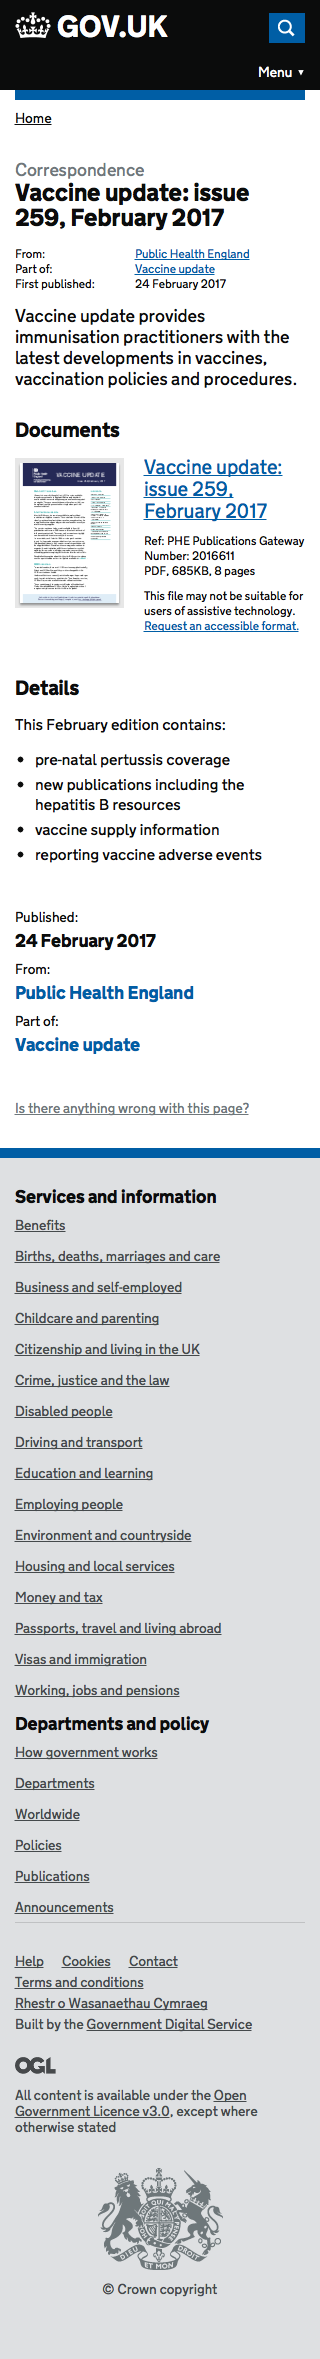 GOV.UK
Menu ▼
Home
Correspondence
Vaccine update: issue
259, February 2017
From: Public Health England
Part of: Vaccine update
First published: 24 February 2017
Vaccine update provides
immunisation practitioners with the
latest developments in vaccines,
vaccination policies and procedures.
Documents
VACCINE UPDATE
Vaccine update:
issue 259,
February 2017
Ref: PHE Publications Gateway
Number: 2016611
PDF, 685KB, 8 pages
This file may not be suitable for
users of assistive technology.
Request an accessible format.
Details
This February edition contains:
• pre-natal pertussis coverage
• new publications including the
hepatitis B resources
• vaccine supply information
• reporting vaccine adverse events
Published:
24 February 2017
From:
Public Health England
Part of:
Vaccine update
Is there anything wrong with this page?
Services and information
Benefits
Births, deaths, marriages and care
Business and self-employed
Childcare and parenting
Citizenship and living in the UK
Crime, justice and the law
Disabled people
Driving and transport
Education and learning
Employing people
Environment and countryside
Housing and local services
Money and tax
Passports, travel and living abroad
Visas and immigration
Working, jobs and pensions
Departments and policy
How government works
Departments
Worldwide
Policies
Publications
Announcements
Help Cookies Contact
Terms and conditions
Rhestr o Wasanaethau Cymraeg
Built by the Government Digital Service
OGL
All content is available under the Open
Government Licence v3.0, except where
otherwise stated
DIEU ET MON DROIT
© Crown copyright